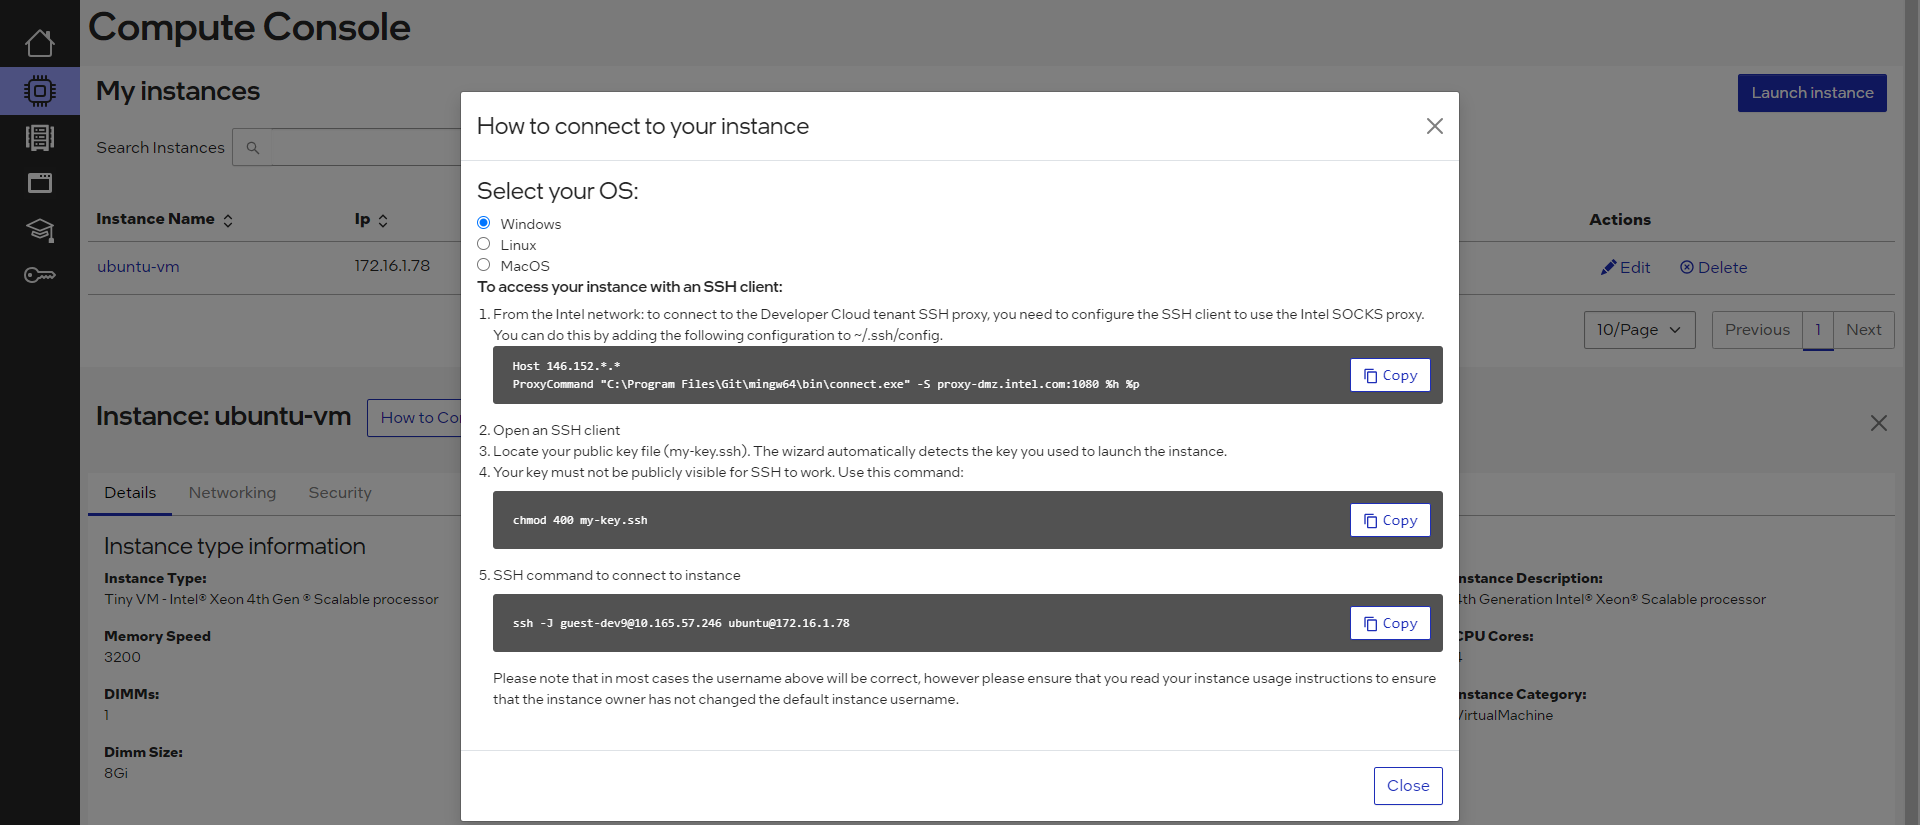 Compute Console
My instances
Launch instance
How to connect to your instance
Search Instances
Select your OS:
Windows
Linux
MacOS
Instance Name
Ip
Actions
ubuntu-vm
172.16.1.78
Edit
Delete
To access your instance with an SSH client:
1. From the Intel network: to connect to the Developer Cloud tenant SSH proxy, you need to configure the SSH client to use the Intel SOCKS proxy.
You can do this by adding the following configuration to ~/.ssh/config.
10/Page
Previous
1
Next
Host 146.152.*.*
ProxyCommand "C:\Program Files\Git\mingw64\bin\connect.exe" -S proxy-dmz.intel.com:1080 %h %p
Copy
Instance: ubuntu-vm
How to Co
2. Open an SSH client
3. Locate your public key file (my-key.ssh). The wizard automatically detects the key you used to launch the instance.
4. Your key must not be publicly visible for SSH to work. Use this command:
chmod 400 my-key.ssh
Copy
5. SSH command to connect to instance
ssh -J guest-dev9@10.165.57.246 ubuntu@172.16.1.78
Copy
Please note that in most cases the username above will be correct, however please ensure that you read your instance usage instructions to ensure
that the instance owner has not changed the default instance username.
Close
Details
Networking
Security
Instance type information
Instance Type:
Tiny VM - Intel® Xeon 4th Gen ® Scalable processor
Memory Speed
3200
DIMMs:
1
Dimm Size:
8Gi
nstance Description:
th Generation Intel® Xeon® Scalable processor
CPU Cores:
nstance Category:
VirtualMachine